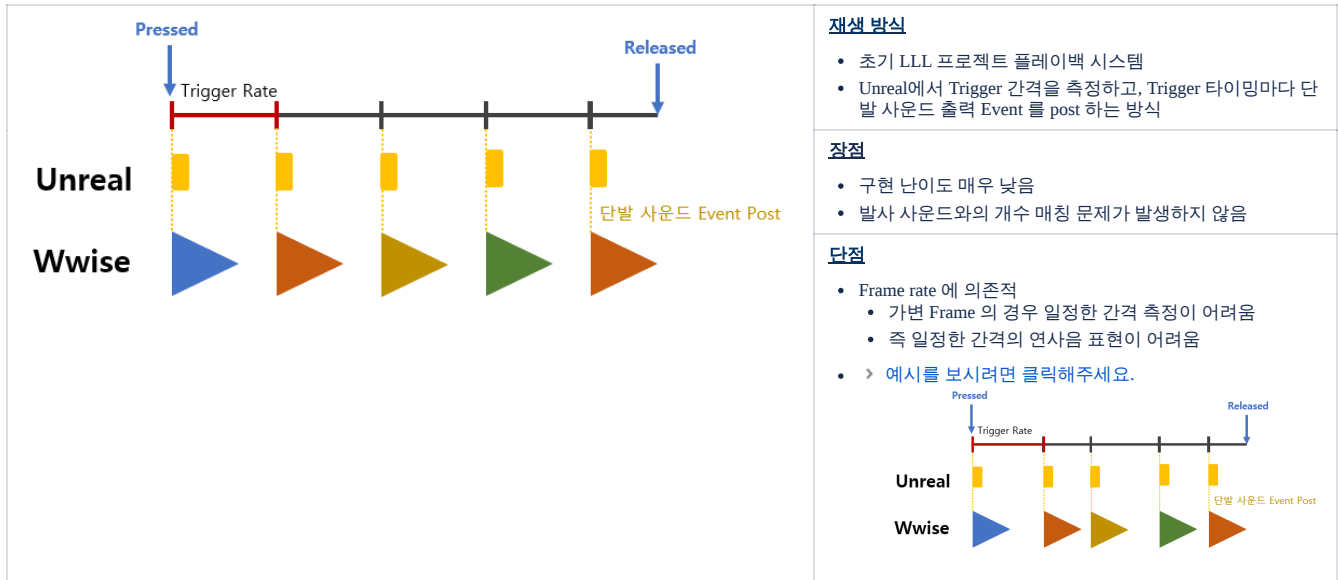 Pressed
Released
Trigger Rate
Unreal
단발 사운드 Event Post
Wwise
재생 방식
초기 LLL 프로젝트 플레이백 시스템
Unreal에서 Trigger 간격을 측정하고, Trigger 타이밍마다 단
발 사운드 출력 Event 를 post 하는 방식
장점
구현 난이도 매우 낮음
발사 사운드와의 개수 매칭 문제가 발생하지 않음
단점
Frame rate 에 의존적
가변 Frame 의 경우 일정한 간격 측정이 어려움
즉 일정한 간격의 연사음 표현이 어려움
예시를 보시려면 클릭해주세요.
Pressed
Released
Trigger Rate
Unreal
단발 사운드 Event Post
Wwise